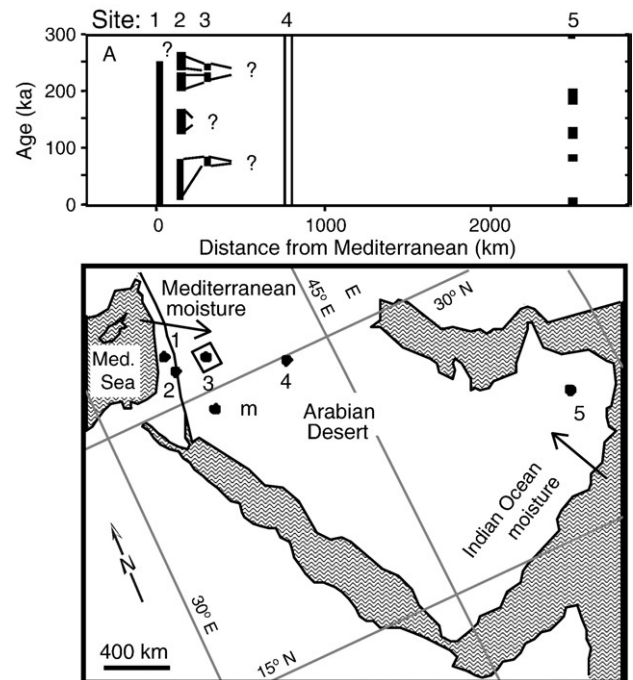 Site: 1 2 3 4 5
A
?
?
?
?
?
300
200
100
0
Age (ka)
0 1000 2000
Distance from Mediterranean (km)
Mediterranean
moisture
45° E
E
30° N
Med.
Sea
1
2
3
4
5
m
Arabian
Desert
Indian Ocean
moisture
N
30° E
15° N
400 km